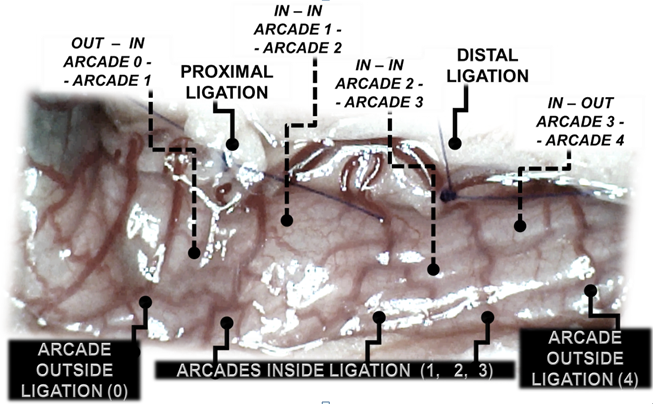 OUT – IN
ARCADE 0 -
- ARCADE 1
PROXIMAL
LIGATION
IN – IN
ARCADE 1 -
- ARCADE 2
IN – IN
ARCADE 2 -
- ARCADE 3
DISTAL
LIGATION
IN – OUT
ARCADE 3 -
- ARCADE 4
ARCADE
OUTSIDE
LIGATION (0)
ARCADES INSIDE LIGATION (1, 2, 3)
ARCADE
OUTSIDE
LIGATION (4)